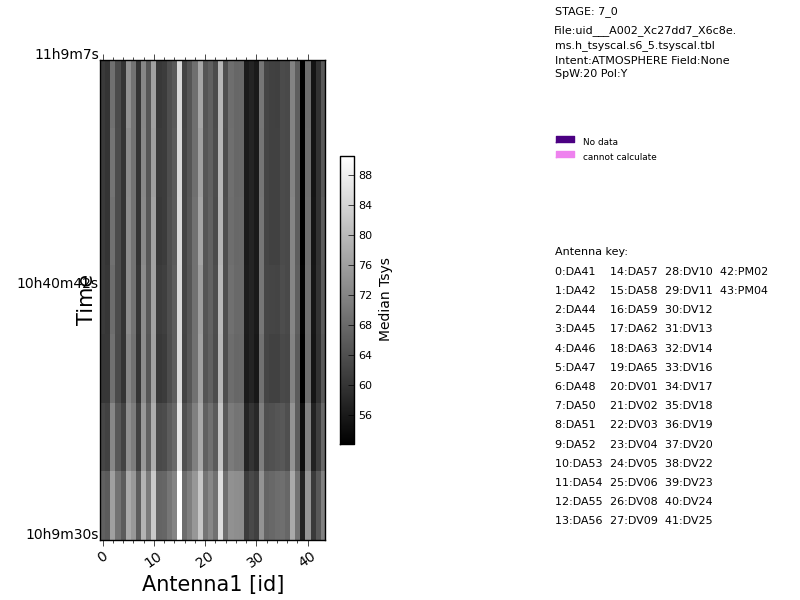 STAGE: 7_0
File:uid___A002_Xc27dd7_X6c8e.
ms.h_tsyscal.s6_5.tsyscal.tbl
Intent:ATMOSPHERE Field:None
SpW:20 Pol:Y
No data
cannot calculate
11h9m7s
10h9m30s
Time
0 10 20 30 40
Antenna1 [id]
88
84
80
76
72
68
64
60
56
Median Tsys
Antenna key:
0:DA41 14:DA57 28:DV10 42:PM02
1:DA42 15:DA58 29:DV11 43:PM04
2:DA44 16:DA59 30:DV12
3:DA45 17:DA62 31:DV13
4:DA46 18:DA63 32:DV14
5:DA47 19:DA65 33:DV16
6:DA48 20:DV01 34:DV17
7:DA50 21:DV02 35:DV18
8:DA51 22:DV03 36:DV19
9:DA52 23:DV04 37:DV20
10:DA53 24:DV05 38:DV22
11:DA54 25:DV06 39:DV23
12:DA55 26:DV08 40:DV24
13:DA56 27:DV09 41:DV25